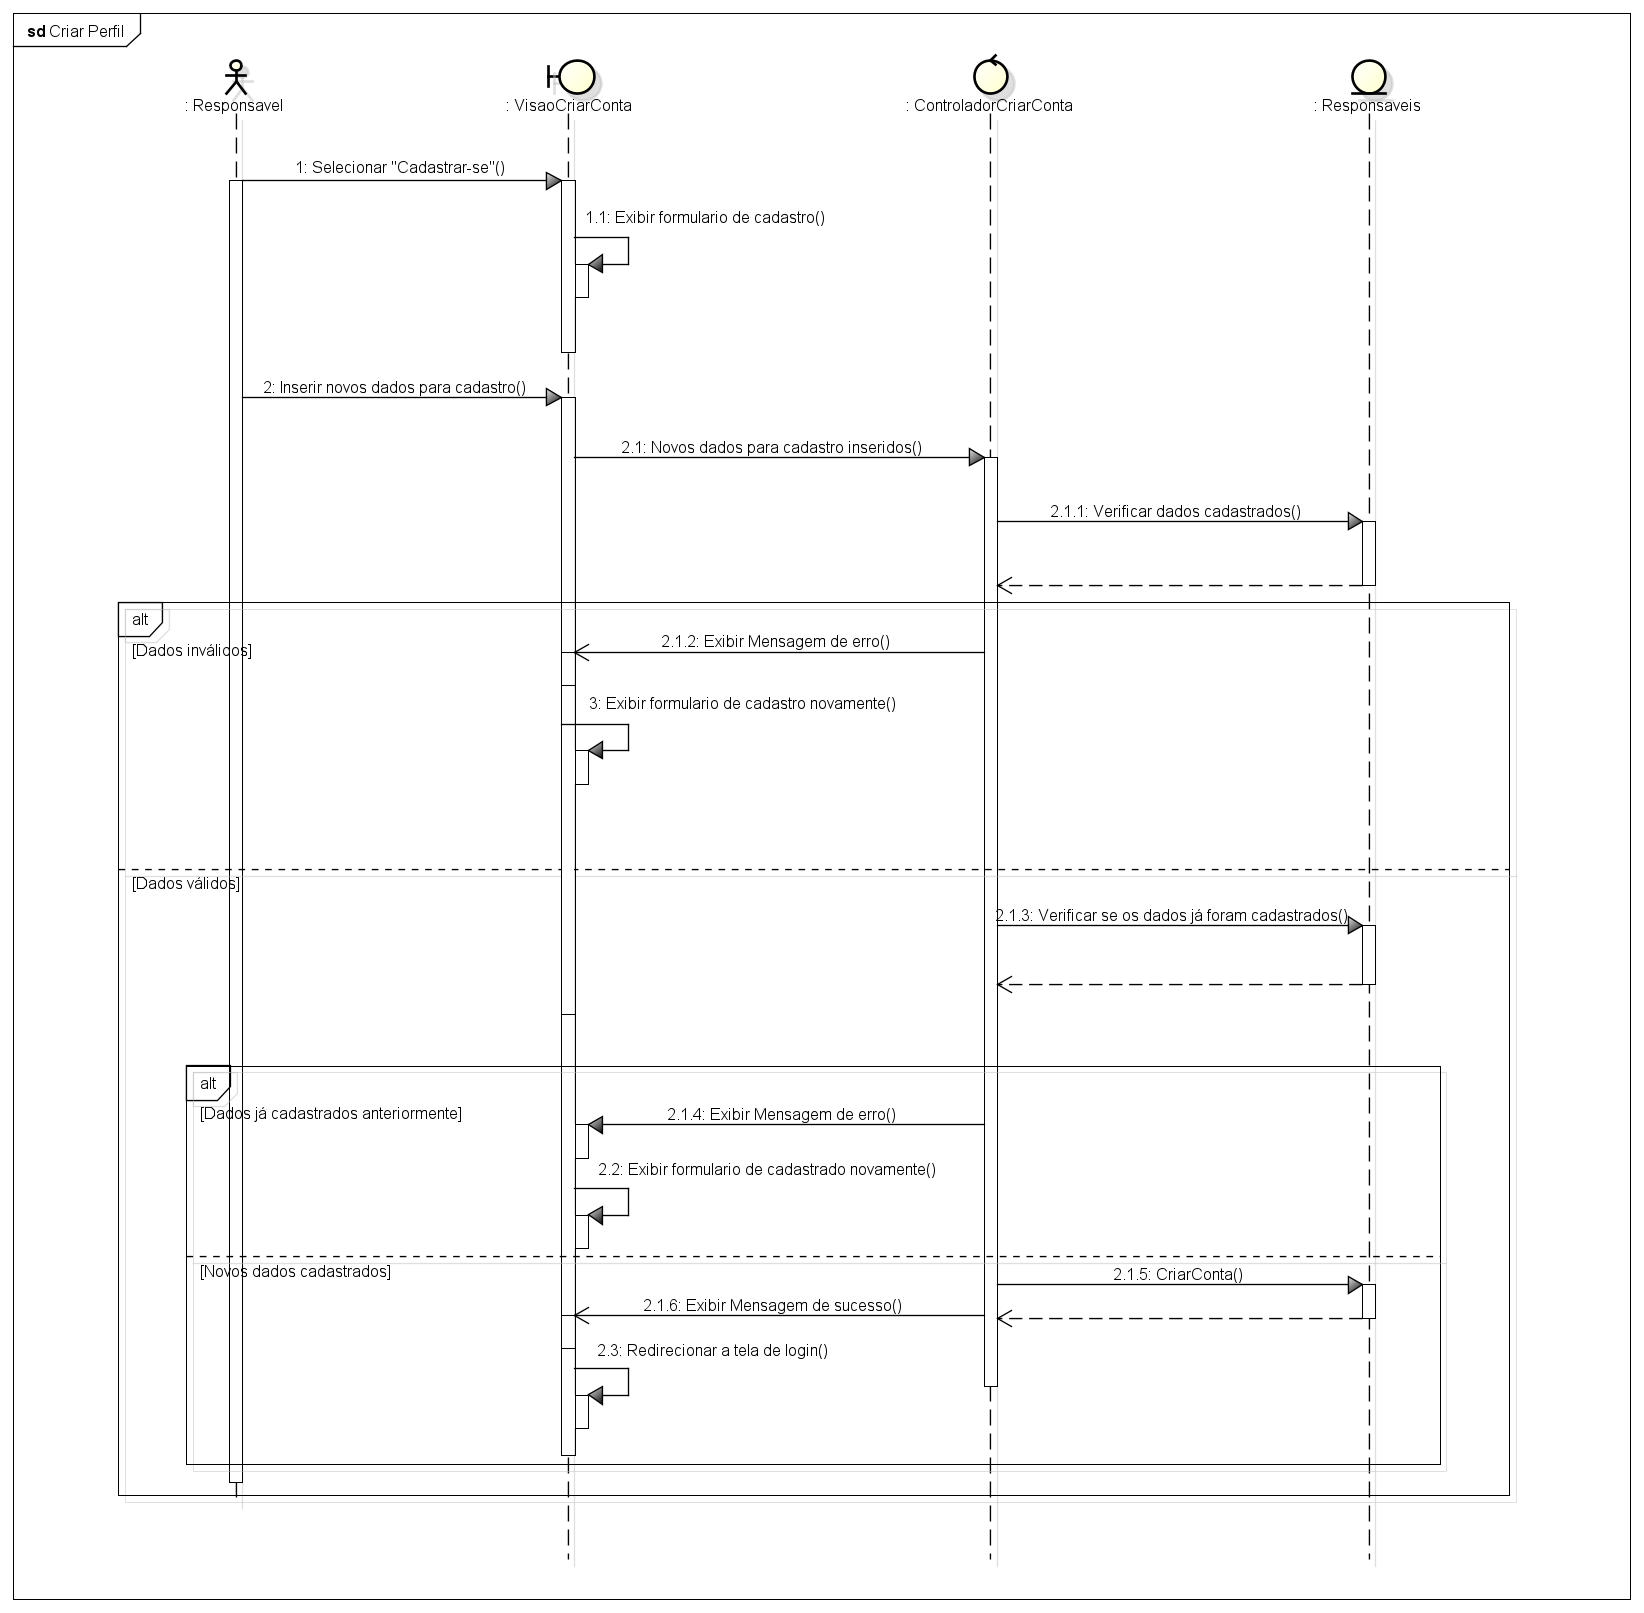 sd Criar Perfil
: Responsavel
: VisaoCriarConta
: ControladorCriarConta
: Responsaveis
1: Selecionar "Cadastrar-se"()
1.1: Exibir formulario de cadastro()
2: Inserir novos dados para cadastro()
2.1: Novos dados para cadastro inseridos()
2.1.1: Verificar dados cadastrados()
alt
[Dados inválidos]
2.1.2: Exibir Mensagem de erro()
3: Exibir formulario de cadastro novamente()
[Dados válidos]
2.1.3: Verificar se os dados já foram cadastrados()
alt
[Dados já cadastrados anteriormente]
2.1.4: Exibir Mensagem de erro()
2.2: Exibir formulario de cadastrado novamente()
[Novos dados cadastrados]
2.1.5: CriarConta()
2.1.6: Exibir Mensagem de sucesso()
2.3: Redirecionar a tela de login()